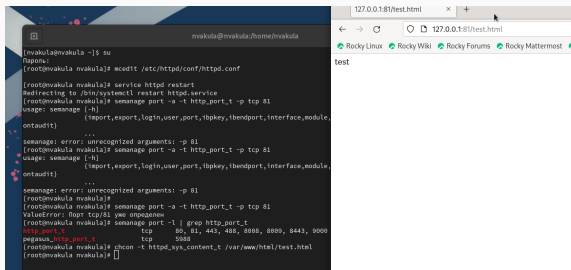 nvakula@nvakula:/home/nvakula
[nvakula@nvakula ~]$ su
Пароль:
[root@nvakula nvakula]# mcedit /etc/httpd/conf/httpd.conf
[root@nvakula nvakula]# service httpd restart
Redirecting to /bin/systemctl restart httpd.service
[root@nvakula nvakula]# semanage port -a -t http_port_t -p tcp 81
usage: semanage [-h]
{import,export,login,user,port,ibpkey,ibendport,interface,module,
ontaudit}
...
semanage: error: unrecognized arguments: -p 81
[root@nvakula nvakula]# semanage port -a -t http_port_t -p tcp 81
usage: semanage [-h]
{import,export,login,user,port,ibpkey,ibendport,interface,module,
ontaudit}
...
semanage: error: unrecognized arguments: -p 81
[root@nvakula nvakula]#
[root@nvakula nvakula]# semanage port -a -t http_port_t -p tcp 81
ValueError: Порт tcp/81 уже определен
[root@nvakula nvakula]# semanage port -l | grep http_port_t
http_port_t tcp 80, 81, 443, 488, 8008, 8009, 8443, 9000
pegasus_http_port_t tcp 5988
[root@nvakula nvakula]# chcon -t httpd_sys_content_t /var/www/html/test.html
[root@nvakula nvakula]#
127.0.0.1:81/test.html × +
127.0.0.1:81/test.html
Rocky Linux Rocky Wiki Rocky Forums Rocky Mattermost
test